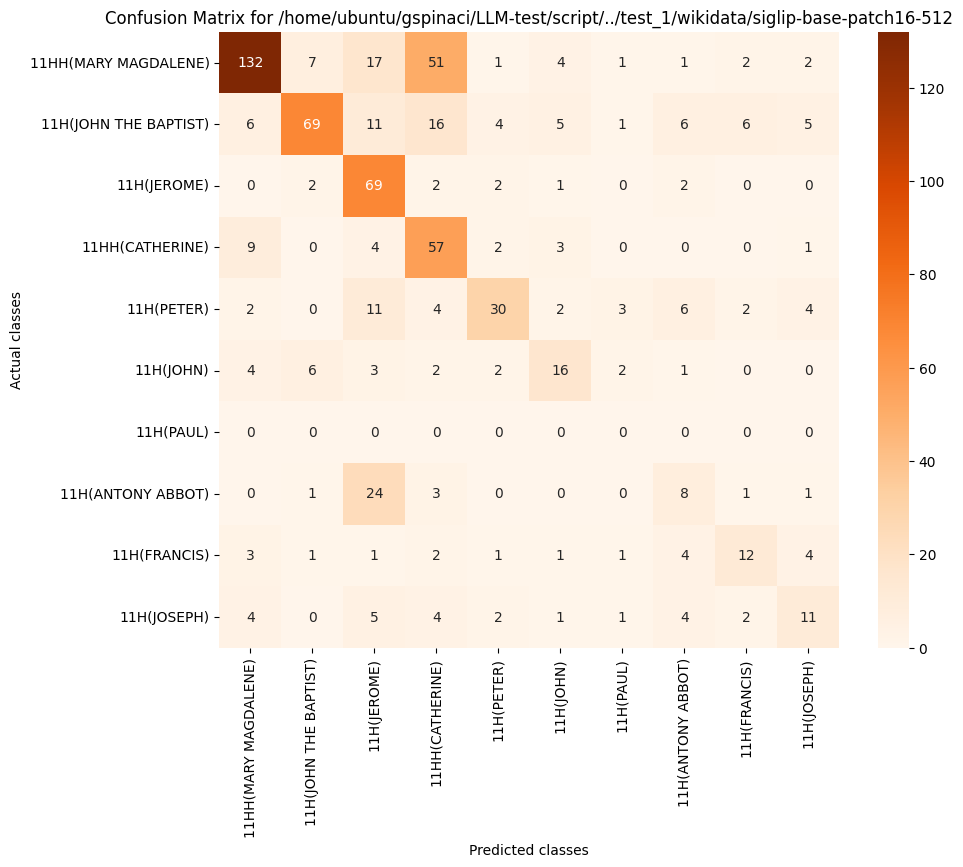 Confusion Matrix for /home/ubuntu/gspinaci/LLM-test/script/../test_1/wikidata/siglip-base-patch16-512
11HH(MARY MAGDALENE) 132 7 17 51 1 4 1 1 2 2
11H(JOHN THE BAPTIST) 6 69 11 16 4 5 1 6 6 5
11H(JEROME) 0 2 69 2 2 1 0 2 0 0
11HH(CATHERINE) 9 0 4 57 2 3 0 0 0 1
11H(PETER) 2 0 11 4 30 2 3 6 2 4
11H(JOHN) 4 6 3 2 2 16 2 1 0 0
11H(PAUL) 0 0 0 0 0 0 0 0 0 0
11H(ANTONY ABBOT) 0 1 24 3 0 0 0 8 1 1
11H(FRANCIS) 3 1 1 2 1 1 1 4 12 4
11H(JOSEPH) 4 0 5 4 2 1 1 4 2 11
Actual classes
11HH(MARY MAGDALENE)
11H(JOHN THE BAPTIST)
11H(JEROME)
11HH(CATHERINE)
11H(PETER)
11H(JOHN)
11H(PAUL)
11H(ANTONY ABBOT)
11H(FRANCIS)
11H(JOSEPH)
Predicted classes
120
100
80
60
40
20
0